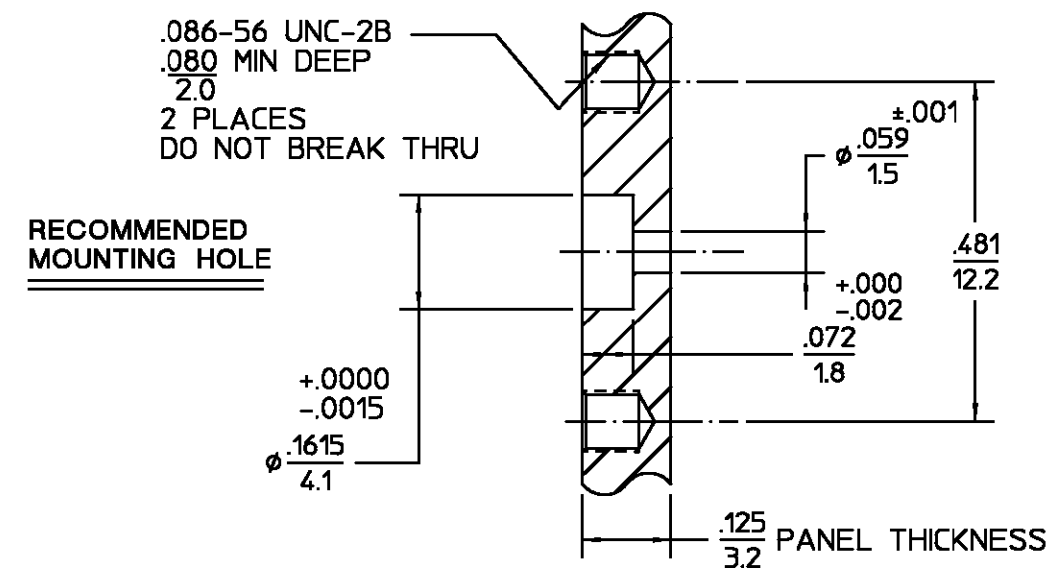 .086-56 UNC-2B
.080 MIN DEEP
2.0
2 PLACES
DO NOT BREAK THRU
±.001
ø .059
1.5
RECOMMENDED
MOUNTING HOLE
.481
12.2
+.000
-.002
.072
1.8
+.0000
-.0015
ø .1615
4.1
.125 PANEL THICKNESS
3.2